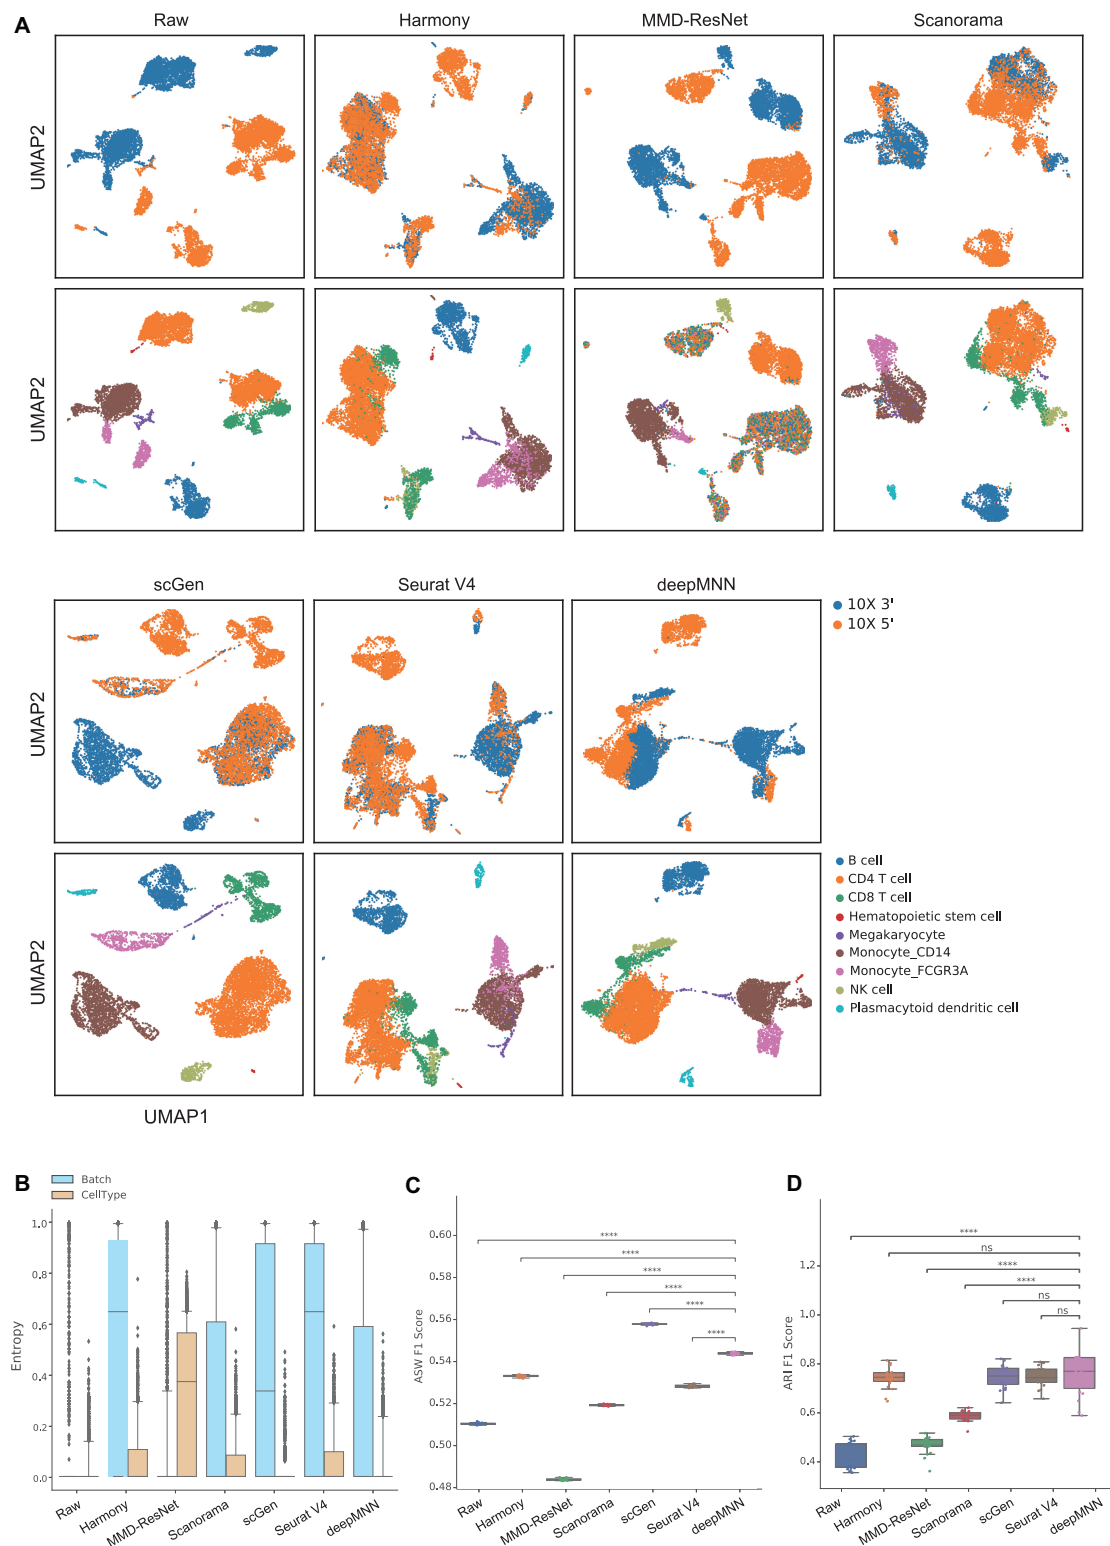 A
Raw
Harmony
MMD-ResNet
Scanorama
UMAP2
UMAP2
scGen
Seurat V4
deepMNN
10X 3'
10X 5'
UMAP2
UMAP2
B cell
CD4 T cell
CD8 T cell
Hematopoietic stem cell
Megakaryocyte
Monocyte_CD14
Monocyte_FCGR3A
NK cell
Plasmacytoid dendritic cell
UMAP1
B
Batch
CellType
Entropy
1.0
0.8
0.6
0.4
0.2
0.0
Raw
Harmony
MMD-ResNet
Scanorama
scGen
Seurat V4
deepMNN
C
ASW F1 Score
0.60
0.58
0.56
0.54
0.52
0.50
0.48
****
****
****
****
****
****
Raw
Harmony
MMD-ResNet
Scanorama
scGen
Seurat V4
deepMNN
D
ARI F1 Score
1.2
1.0
0.8
0.6
0.4
****
ns
****
****
ns
ns
Raw
Harmony
MMD-ResNet
Scanorama
scGen
Seurat V4
deepMNN